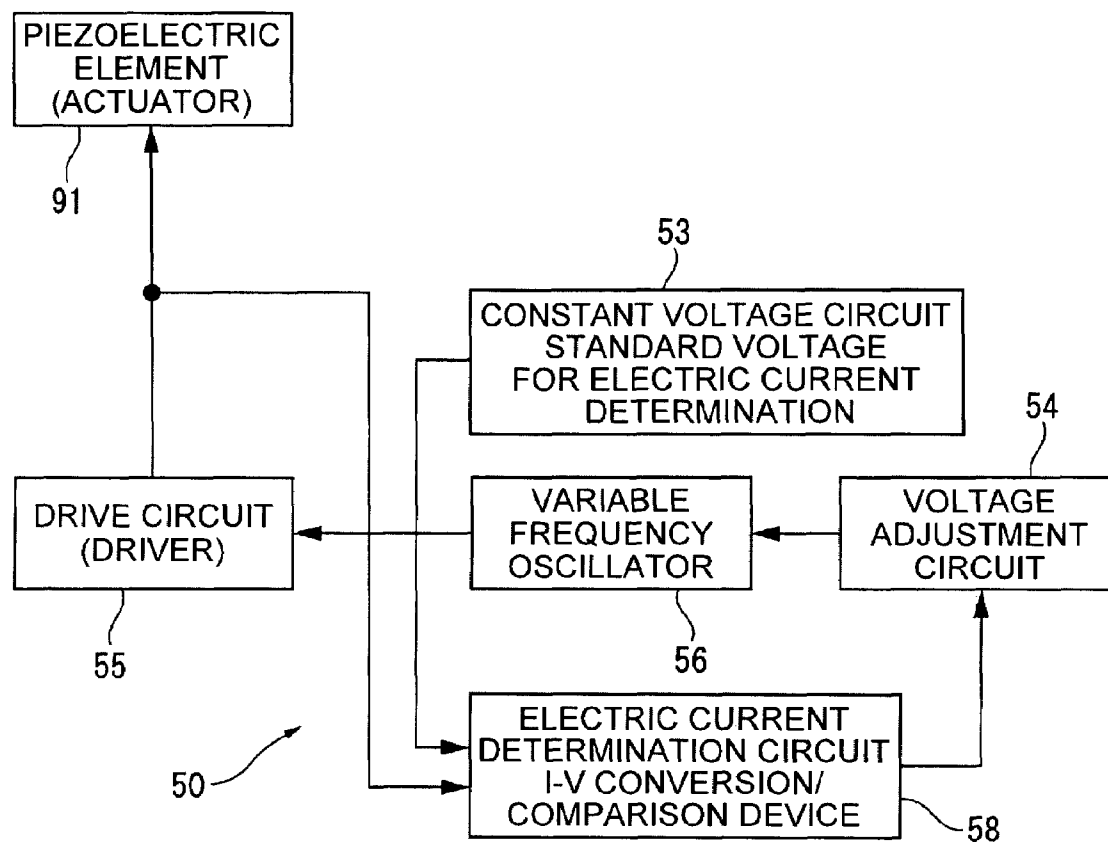 PIEZOELECTRIC
ELEMENT
(ACTUATOR)
91
53
CONSTANT VOLTAGE CIRCUIT
STANDARD VOLTAGE
FOR ELECTRIC CURRENT
DETERMINATION
54
DRIVE CIRCUIT
(DRIVER)
55
VARIABLE
FREQUENCY
OSCILLATOR
56
VOLTAGE
ADJUSTMENT
CIRCUIT
50
ELECTRIC CURRENT
DETERMINATION CIRCUIT
I-V CONVERSION/
COMPARISON DEVICE
58